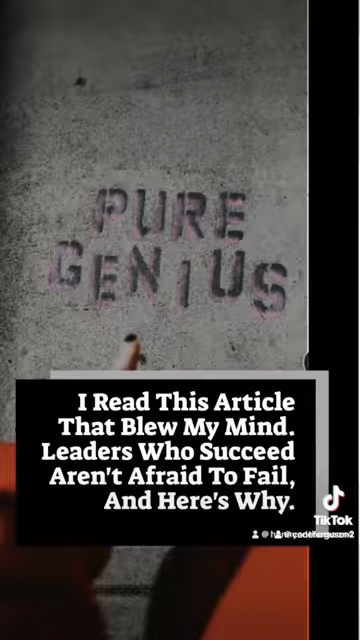 PURE
GENIUS
I Read This Article
That Blew My Mind.
Leaders Who Succeed
Aren't Afraid To Fail,
And Here's Why.
TikTok